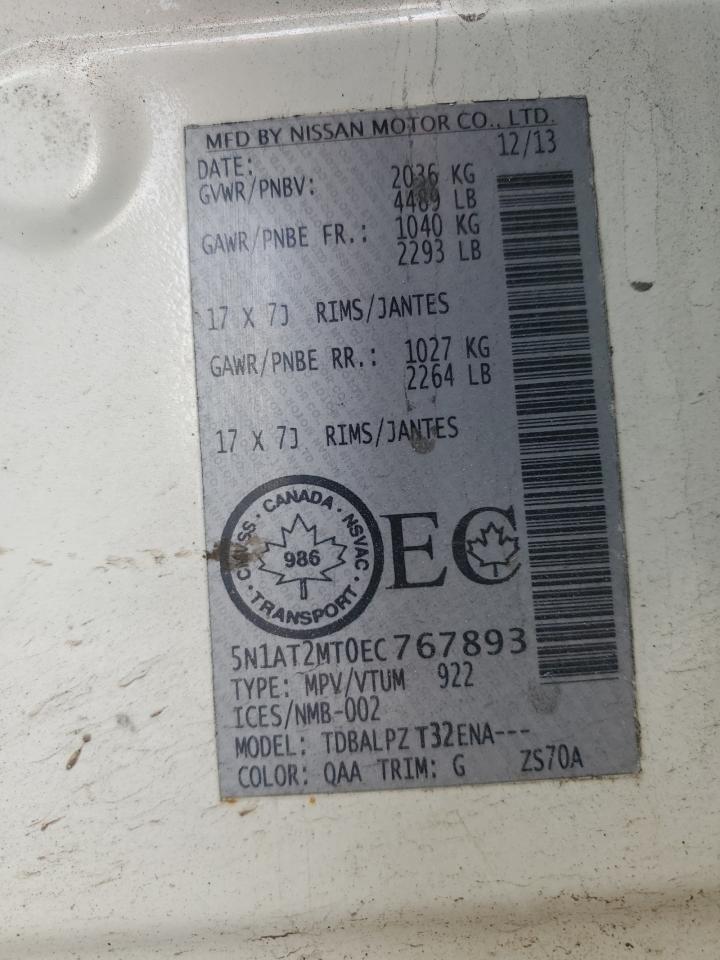 MFD BY NISSAN MOTOR CO., LTD.
DATE: 12/13
GVWR/PNBV: 2036 KG
4489 LB
GAWR/PNBE FR.: 1040 KG
2293 LB
17 X 7J RIMS/JANTES
GAWR/PNBE RR.: 1027 KG
2264 LB
17 X 7J RIMS/JANTES
CANADA · NSVAC · TRANSPORT · CMVSS ·
986
EC
5N1AT2MT0EC767893
TYPE: MPV/VTUM 922
ICES/NMB-002
MODEL: TDBALPZ T32ENA---
COLOR: QAA TRIM: G ZS70A